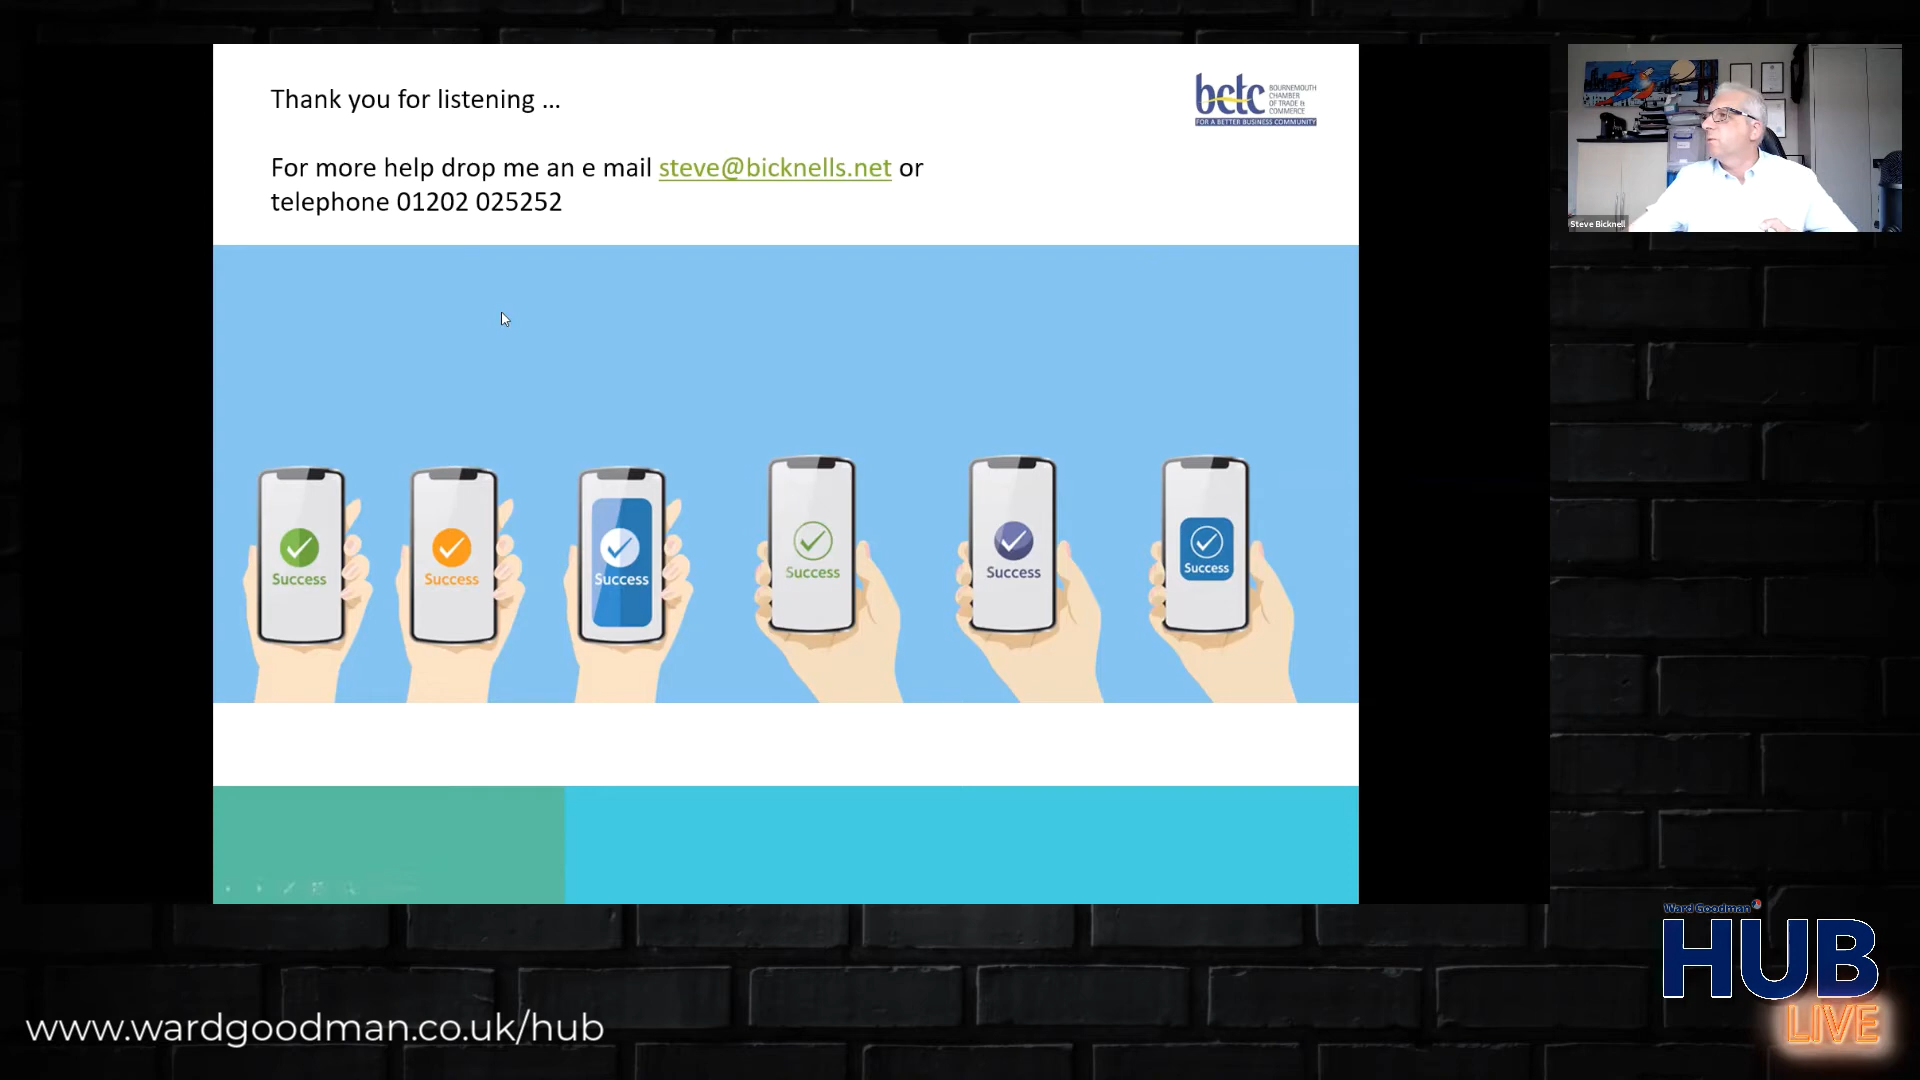 Thank you for listening ...
bctc
BOURNEMOUTH
CHAMBER
OF TRADE &
COMMERCE
FOR A BETTER BUSINESS COMMUNITY
For more help drop me an e mail steve@bicknells.net or
telephone 01202 025252
Steve Bicknell
Success
Success
Success
Success
Success
Success
Ward Goodman
HUB
LIVE
www.wardgoodman.co.uk/hub